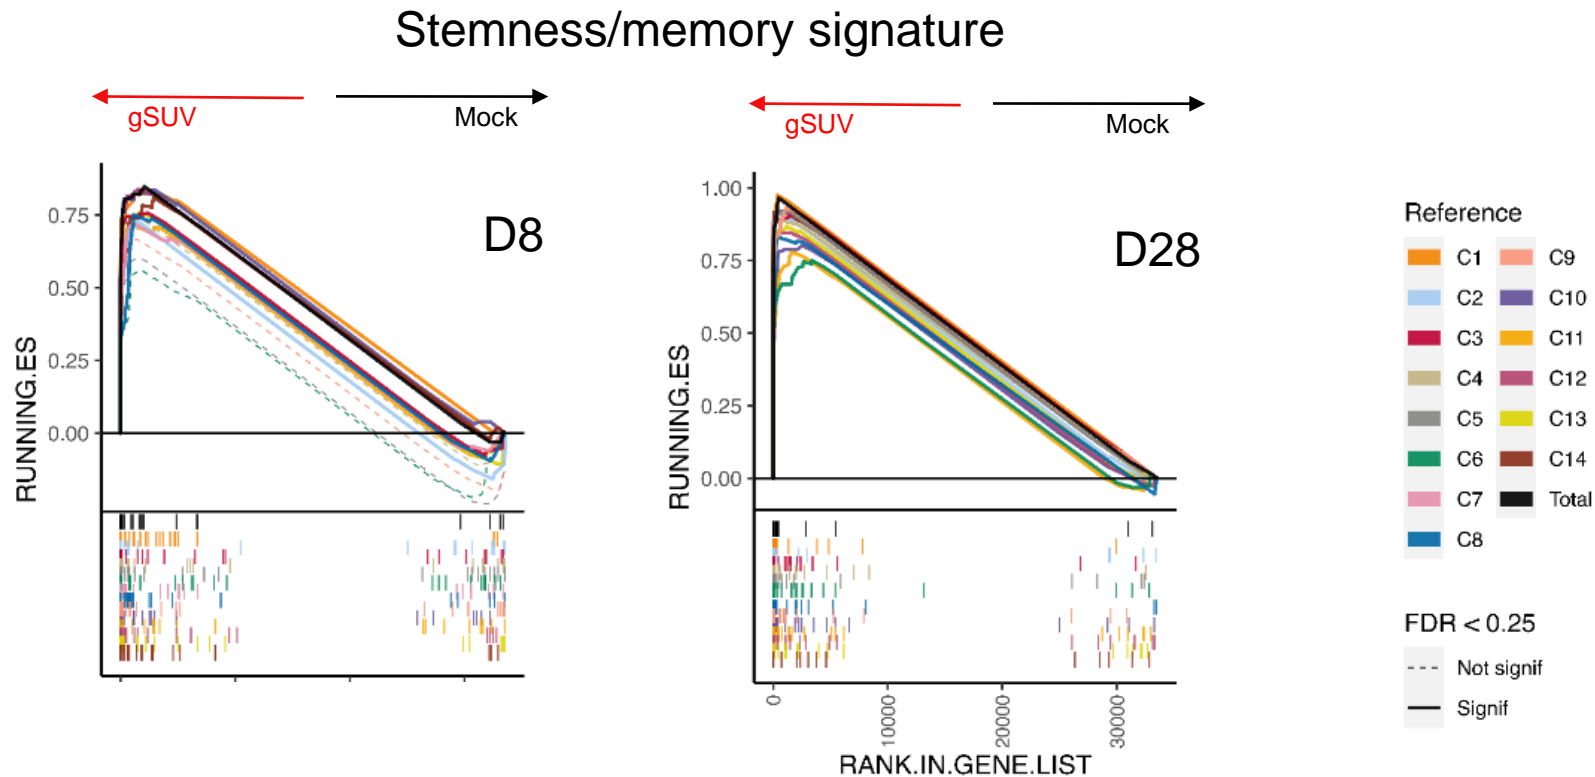 Stemness/memory signature
gSUV
Mock
gSUV
Mock
D8
RUNNING.ES
0.75
0.50
0.25
0.00
D28
RUNNING.ES
1.00
0.75
0.50
0.25
0.00
0
10000
20000
30000
RANK.IN.GENE.LIST
Reference
C1
C9
C2
C10
C3
C11
C4
C12
C5
C13
C6
C14
C7
Total
C8
FDR < 0.25
Not signif
Signif